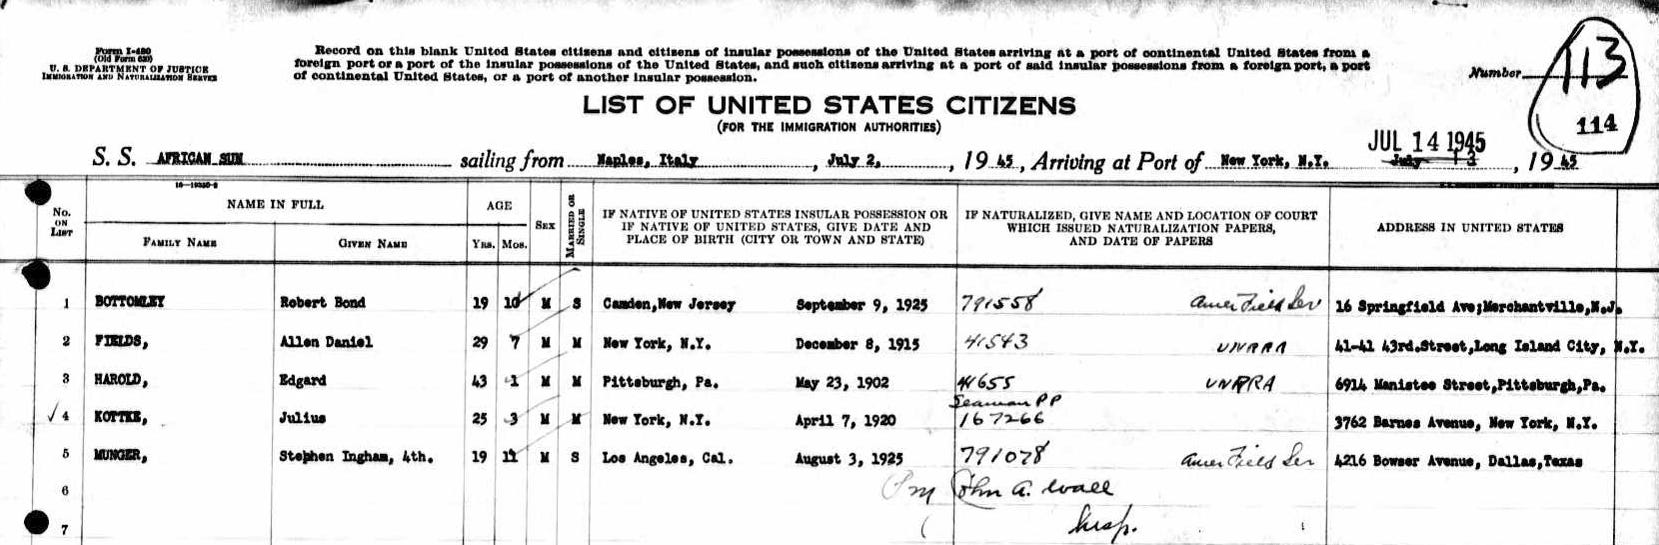 Form I-480
(Old Form 630)
U. S. DEPARTMENT OF JUSTICE
IMMIGRATION AND NATURALIZATION SERVICE
Record on this blank United States citizens and citizens of insular possessions of the United States arriving at a port of continental United States from a
foreign port or a port of the insular possessions of the United States, and such citizens arriving at a port of said insular possessions from a foreign port, a port
of continental United States, or a port of another insular possession.
Number 113
114
LIST OF UNITED STATES CITIZENS
(FOR THE IMMIGRATION AUTHORITIES)
JUL 14 1945
S. S. AFRICAN SUN sailing from Naples, Italy, July 2, 1945, Arriving at Port of New York, N.Y. July 13, 1945
16—19350-2
No. ON LIST
NAME IN FULL
FAMILY NAME GIVEN NAME
AGE
YRS. MOS.
SEX
MARRIED OR SINGLE
IF NATIVE OF UNITED STATES INSULAR POSSESSION OR
IF NATIVE OF UNITED STATES, GIVE DATE AND
PLACE OF BIRTH (CITY OR TOWN AND STATE)
IF NATURALIZED, GIVE NAME AND LOCATION OF COURT
WHICH ISSUED NATURALIZATION PAPERS,
AND DATE OF PAPERS
ADDRESS IN UNITED STATES
1 BOTTOMLEY Robert Bond 19 10 M S Camden,New Jersey September 9, 1925 791558 Amer Field Ser 16 Springfield Ave;Merchantville,N.J.
2 FIELDS, Allen Daniel 29 7 M M New York, N.Y. December 8, 1915 41543 UNRRA 41-41 43rd.Street,Long Island City, N.Y.
3 HAROLD, Edgard 43 1 M M Pittsburgh, Pa. May 23, 1902 41655 UNRRA 6914 Manistee Street,Pittsburgh,Pa.
Seaman PP
4 KOTTKE, Julius 25 3 M M New York, N.Y. April 7, 1920 167266 3762 Barnes Avenue, New York, N.Y.
5 MUNGER, Stephen Ingham, 4th. 19 11 M S Los Angeles, Cal. August 3, 1925 791078 Amer Field Ser 4216 Bowser Avenue, Dallas,Texas
6 John A. Wall
7 Insp.